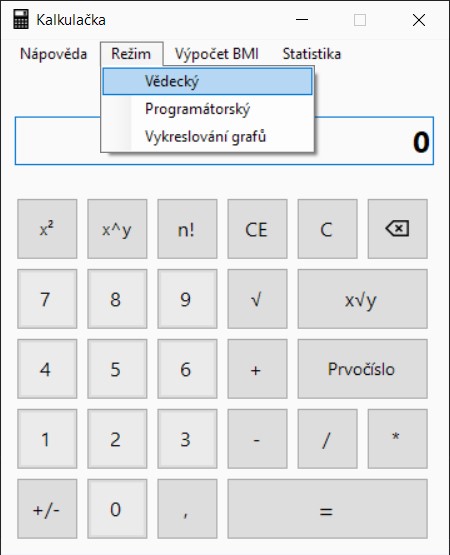 Kalkulačka
Nápověda Režim Výpočet BMI Statistika
Vědecký
Programátorský
Vykreslování grafů
0
x² x^y n! CE C
7 8 9 √ x√y
4 5 6 + Prvočíslo
1 2 3 - / *
+/- 0 , =